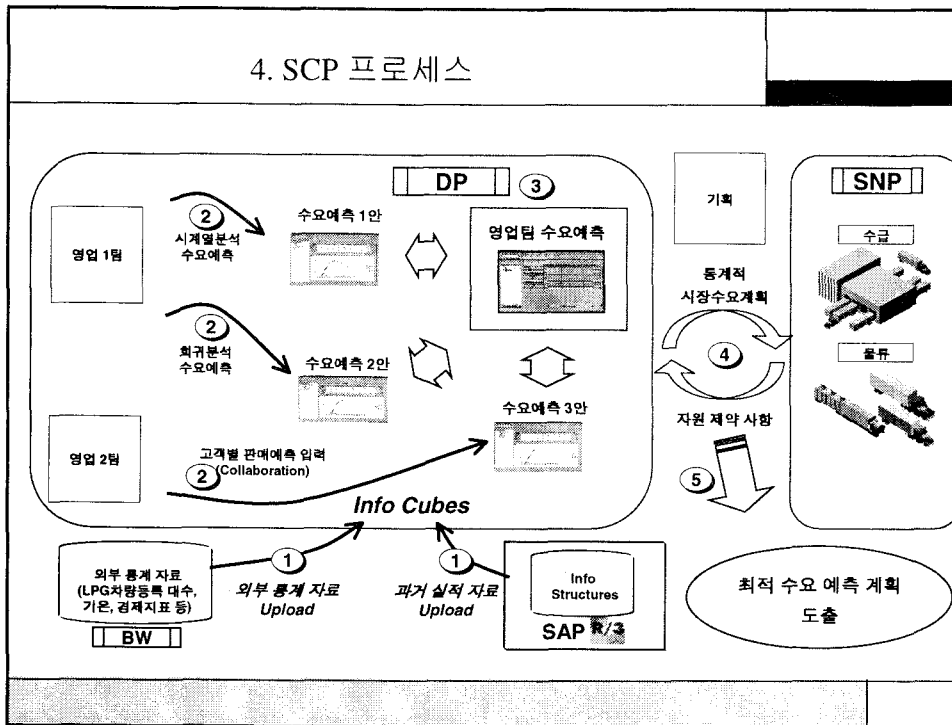 4. SCP 프로세스
DP
3
영업 1팀
2
시계열분석
수요예측
수요예측 1안
영업팀 수요예측
2
회귀분석
수요예측
수요예측 2안
수요예측 3안
영업 2팀
고객별 판매예측 입력
(Collaboration)
2
Info Cubes
기획
통계적
시장수요계획
4
자원 제약 사항
5
SNP
수급
물류
외부 통계 자료
(LPG차량등록 대수,
기온, 경제지표 등)
BW
1
외부 통계 자료
Upload
1
과거 실적 자료
Upload
Info
Structures
SAP R/3
최적 수요 예측 계획
도출